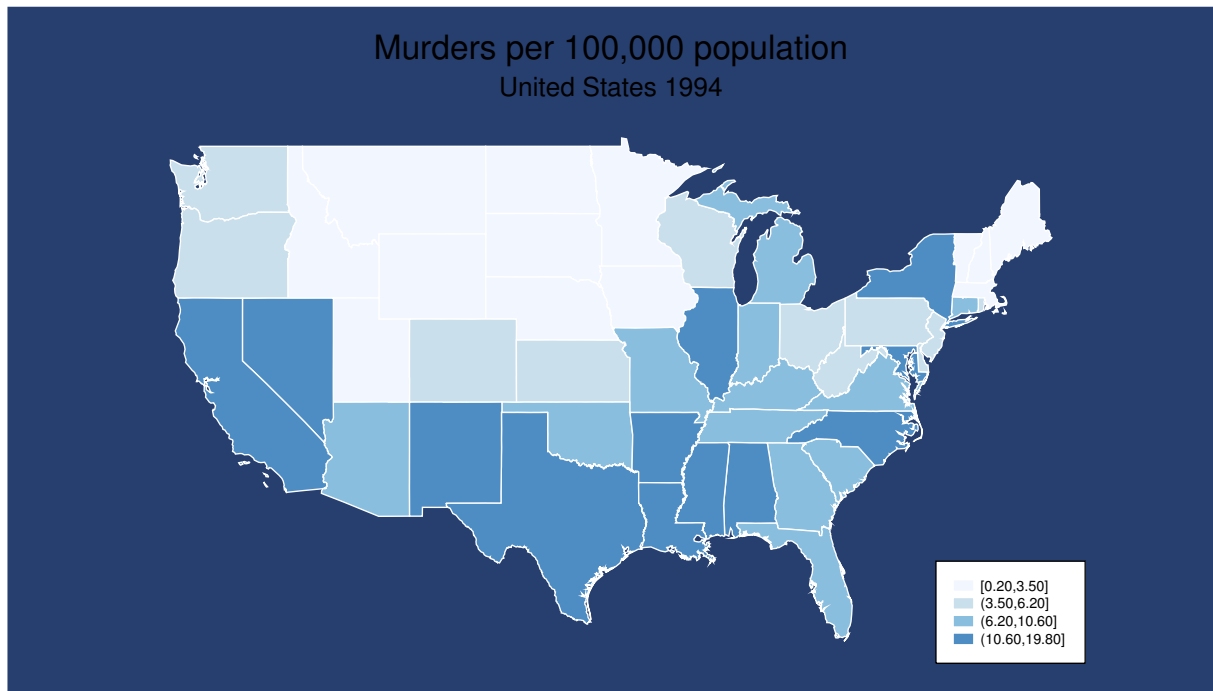 Murders per 100,000 population
United States 1994
[0.20,3.50]
(3.50,6.20]
(6.20,10.60]
(10.60,19.80]